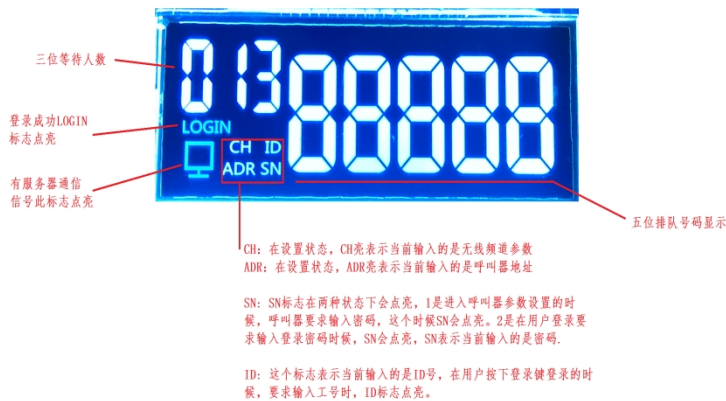 三位等待人数
013
88888
登录成功LOGIN
标志点亮
LOGIN
CH ID
ADR SN
有服务器通信
信号此标志点亮
五位排队号码显示
CH: 在设置状态, CH亮表示当前输入的是无线频道参数
ADR: 在设置状态, ADR亮表示当前输入的是呼叫器地址
SN: SN标志在两种状态下会点亮, 1是进入呼叫器参数设置的时
候, 呼叫器要求输入密码, 这个时候SN会点亮。2是在用户登录要
求输入登录密码时候, SN会点亮, SN表示当前输入的是密码.
ID: 这个标志表示当前输入的是ID号, 在用户按下登录键登录的时
候, 要求输入工号时, ID标志点亮。